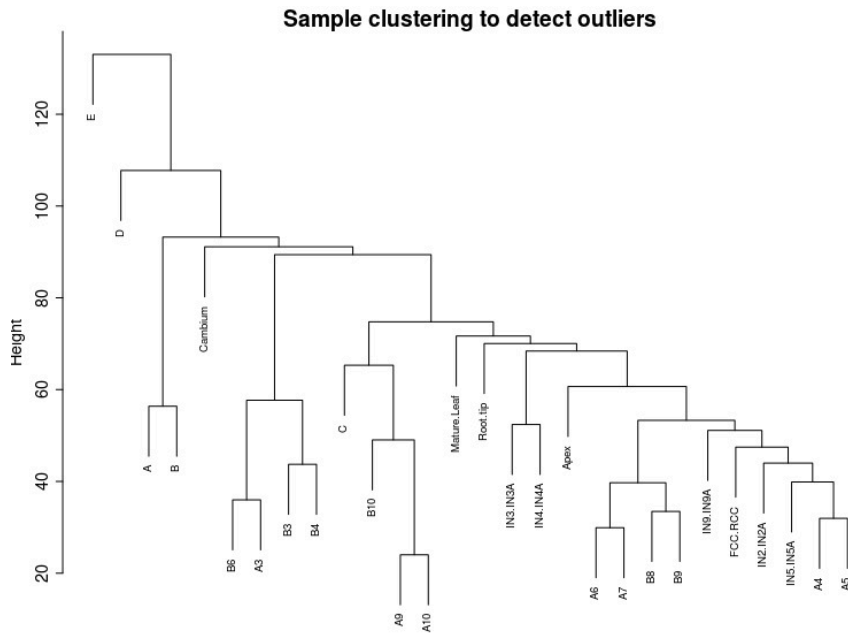 Sample clustering to detect outliers
Height
120
100
80
60
40
20
E
D
A
B
Cambium
B6
A3
B3
B4
C
B10
A9
A10
Mature.Leaf
Root.tip
IN3.IN3A
IN4.IN4A
Apex
A6
A7
B8
B9
IN9.IN9A
FCC.RCC
IN2.IN2A
IN5.IN5A
A4
A5